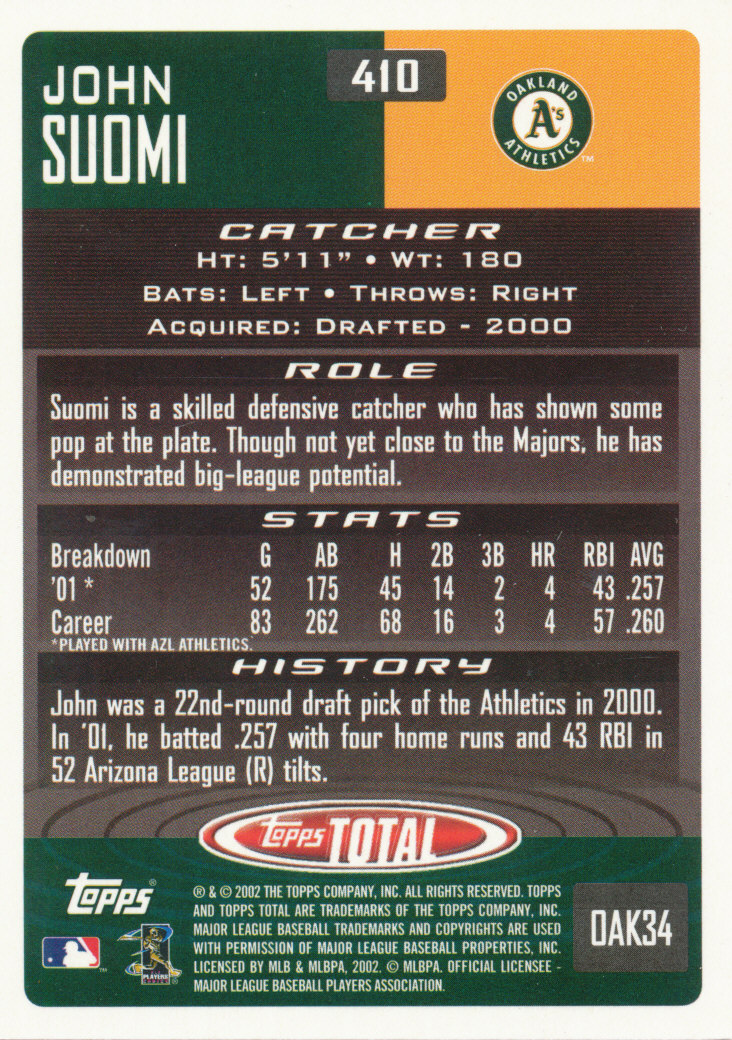 JOHN
SUOMI
410
OAKLAND
A's
ATHLETICS
TM
CATCHER
HT: 5'11" • WT: 180
BATS: LEFT • THROWS: RIGHT
ACQUIRED: DRAFTED - 2000
ROLE
Suomi is a skilled defensive catcher who has shown some
pop at the plate. Though not yet close to the Majors, he has
demonstrated big-league potential.
STATS
Breakdown G AB H 2B 3B HR RBI AVG
'01 * 52 175 45 14 2 4 43 .257
Career 83 262 68 16 3 4 57 .260
*PLAYED WITH AZL ATHLETICS.
HISTORY
John was a 22nd-round draft pick of the Athletics in 2000.
In '01, he batted .257 with four home runs and 43 RBI in
52 Arizona League (R) tilts.
topps TOTAL
topps®
® & © 2002 THE TOPPS COMPANY, INC. ALL RIGHTS RESERVED. TOPPS
AND TOPPS TOTAL ARE TRADEMARKS OF THE TOPPS COMPANY, INC.
MAJOR LEAGUE BASEBALL TRADEMARKS AND COPYRIGHTS ARE USED
WITH PERMISSION OF MAJOR LEAGUE BASEBALL PROPERTIES, INC.
LICENSED BY MLB & MLBPA, 2002. © MLBPA. OFFICIAL LICENSEE -
MAJOR LEAGUE BASEBALL PLAYERS ASSOCIATION.
OAK34
TM
PLAYERS
CHOICE
®